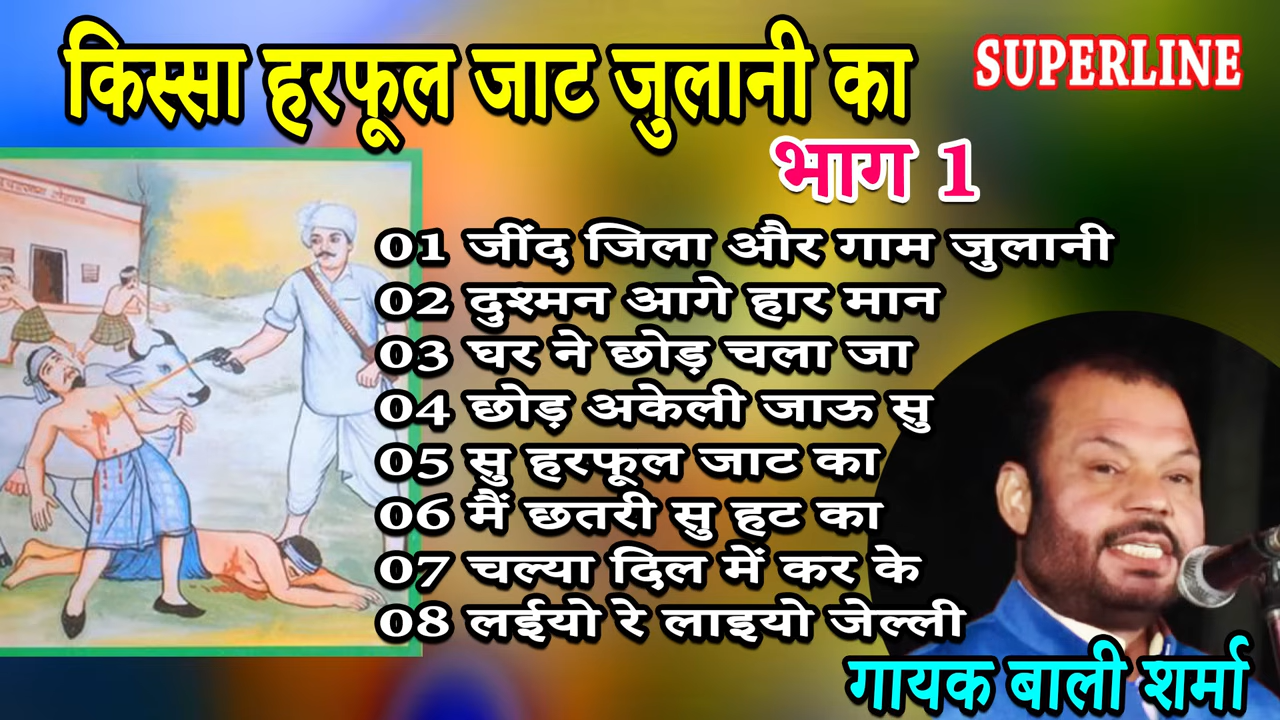 किस्सा हरफूल जाट जुलानी का
SUPERLINE
भाग 1
01 जींद जिला और गाम जुलानी
02 दुश्मन आगे हार मान
03 घर ने छोड़ चला जा
04 छोड़ अकेली जाऊ सु
05 सु हरफूल जाट का
06 मैं छतरी सु हट का
07 चल्या दिल में कर के
08 लईयो रे लाइयो जेल्ली
गायक बाली शर्मा